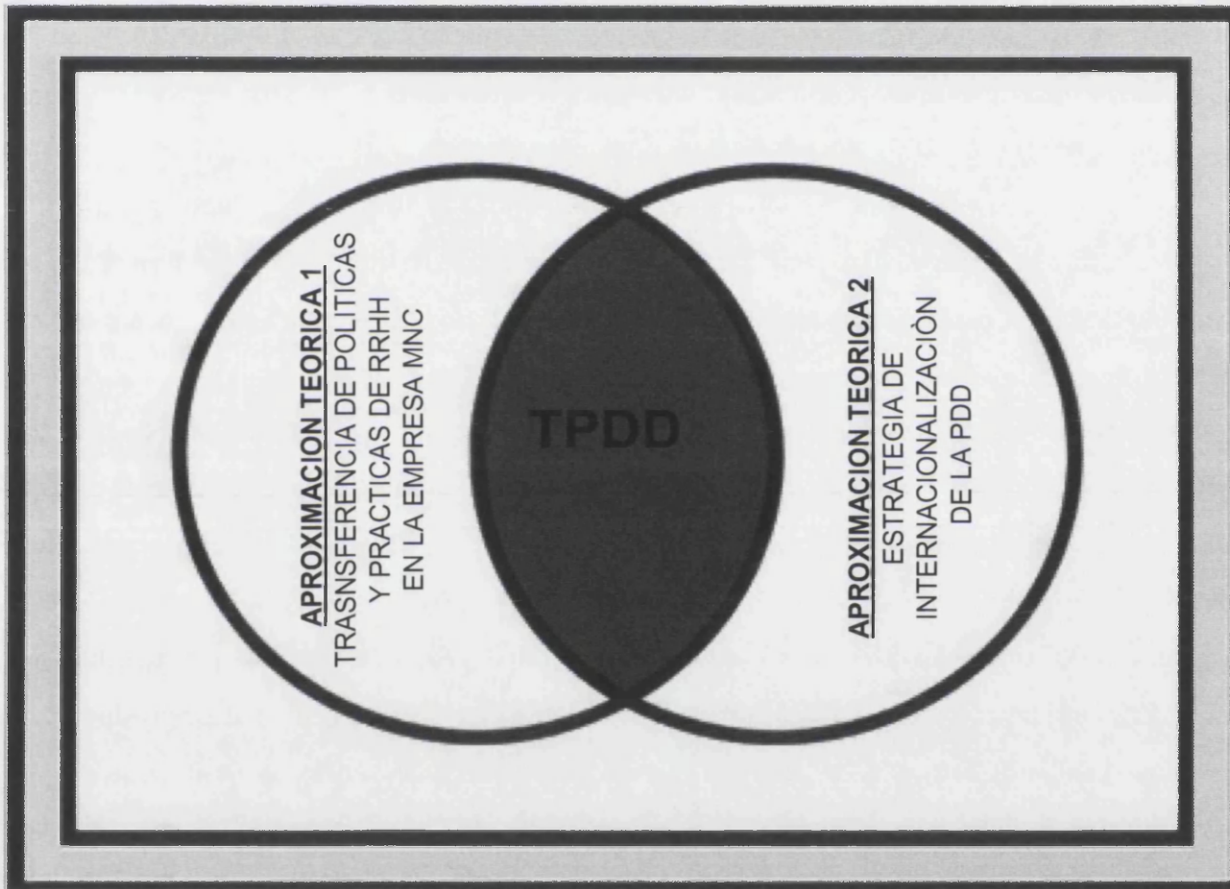 APROXIMACION TEORICA 1
TRASNSFERENCIA DE POLITICAS
Y PRACTICAS DE RRHH
EN LA EMPRESA MNC
TPDD
APROXIMACION TEORICA 2
ESTRATEGIA DE
INTERNACIONALIZACIÒN
DE LA PDD